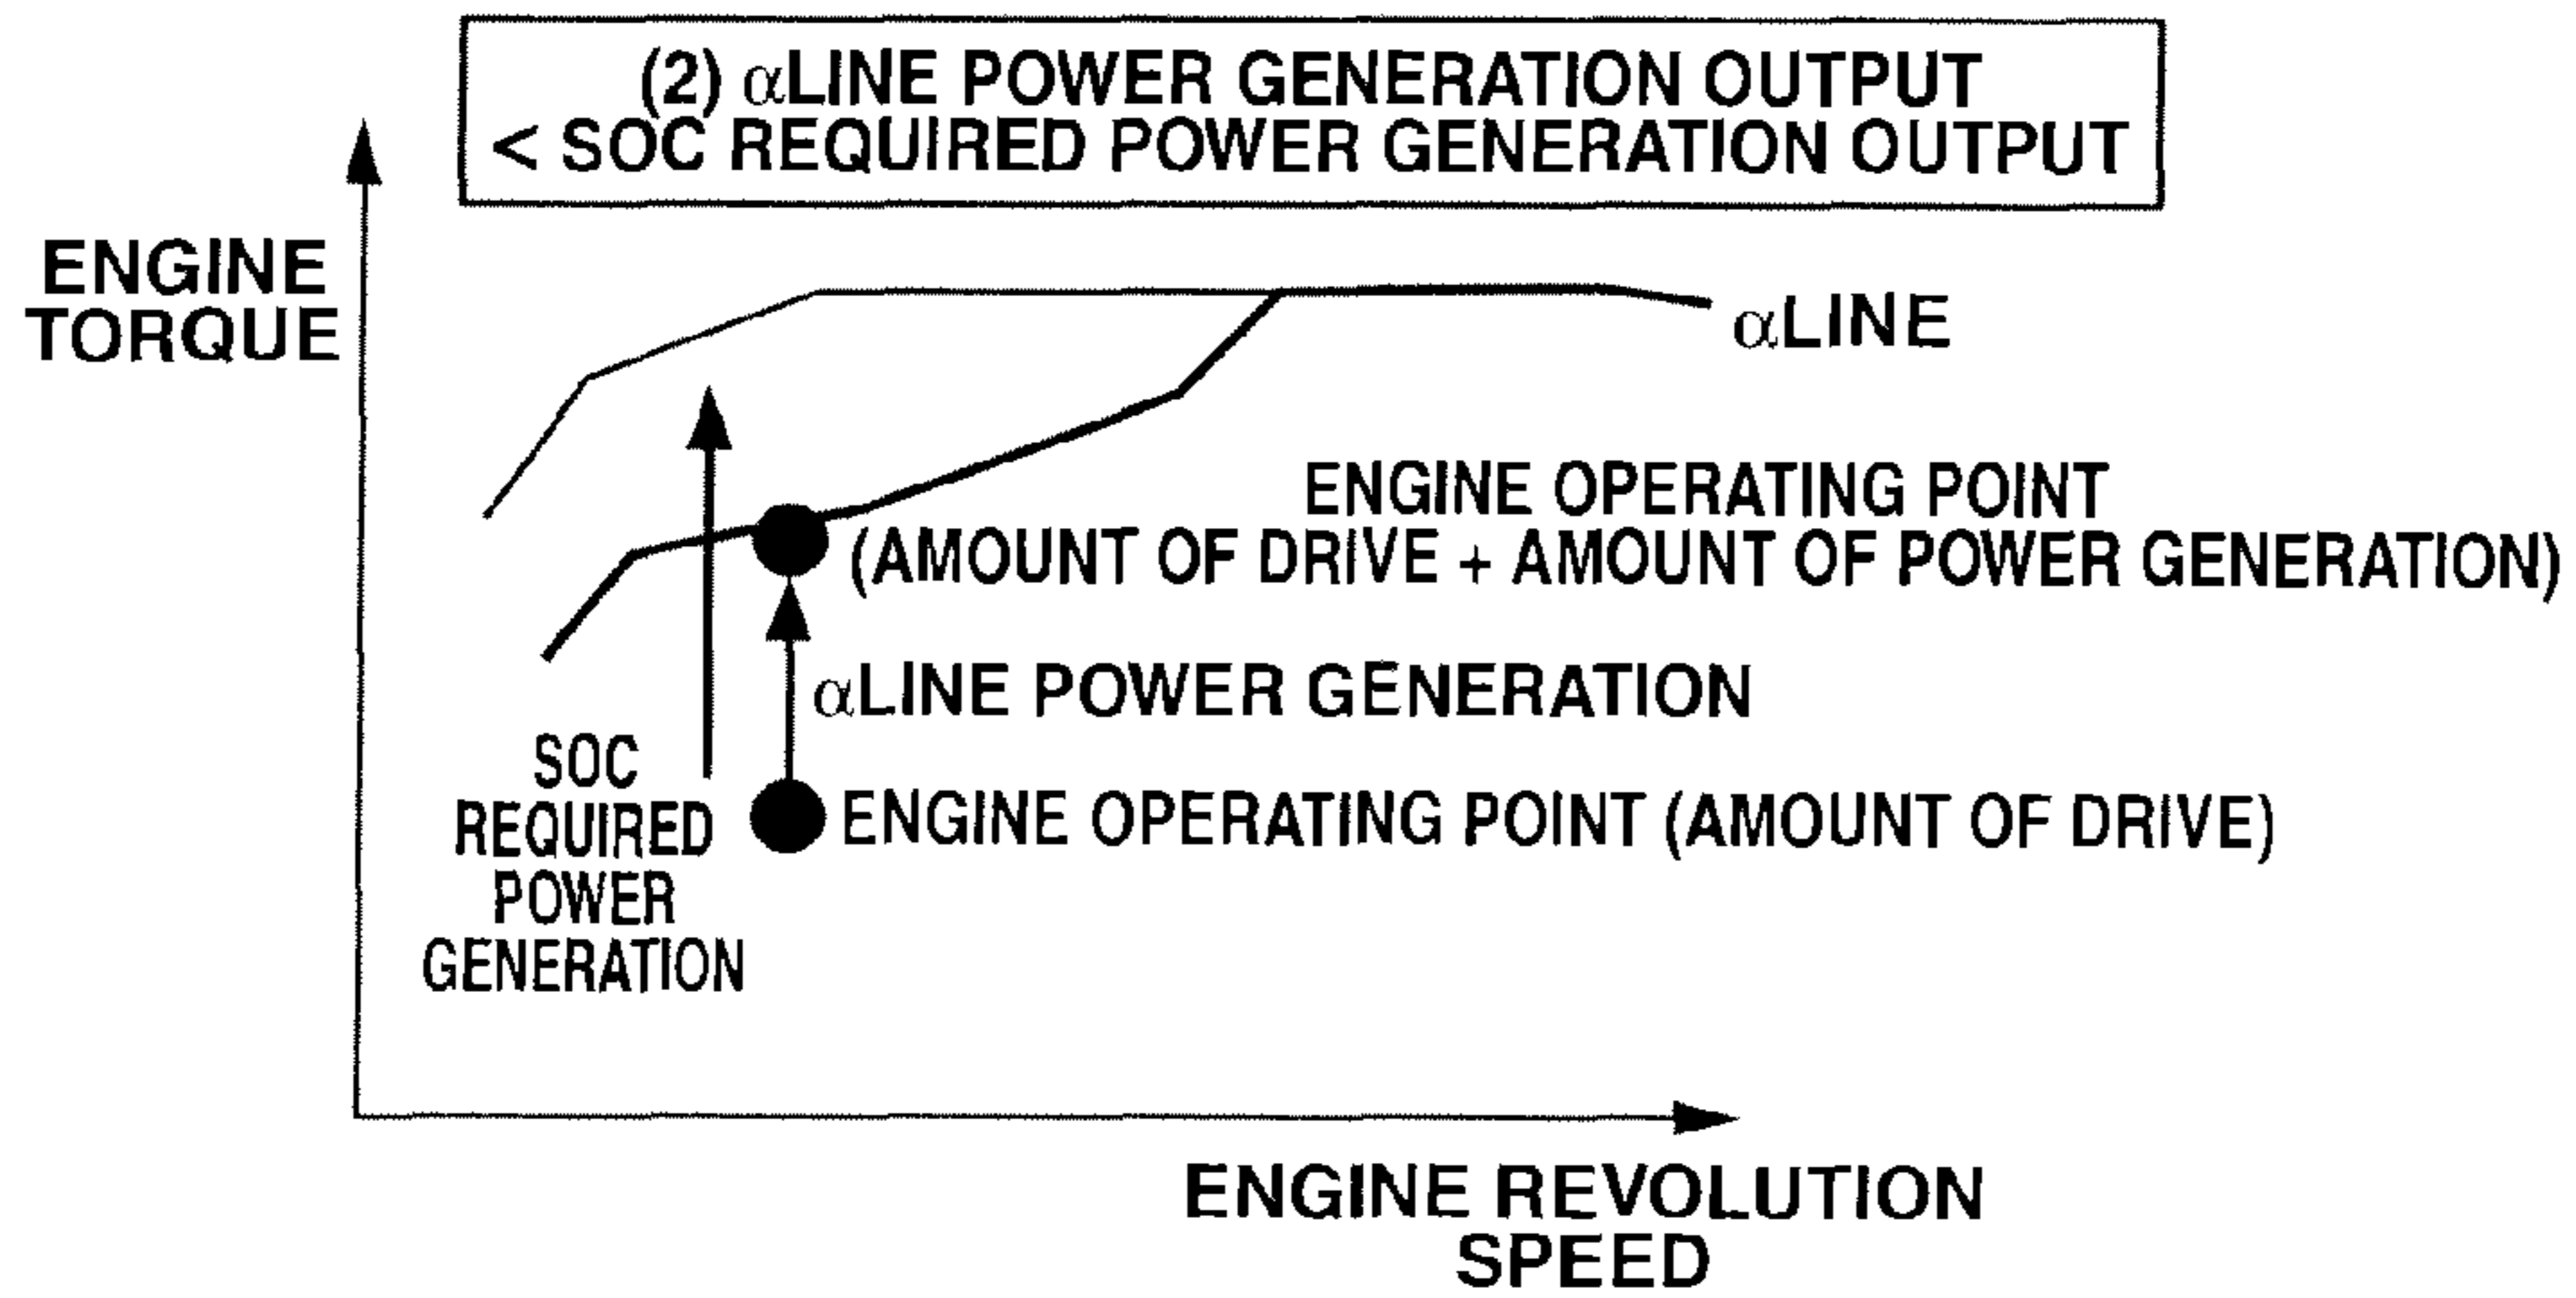 (2) αLINE POWER GENERATION OUTPUT
< SOC REQUIRED POWER GENERATION OUTPUT
ENGINE
TORQUE
αLINE
ENGINE OPERATING POINT
(AMOUNT OF DRIVE + AMOUNT OF POWER GENERATION)
αLINE POWER GENERATION
SOC
REQUIRED
POWER
GENERATION
ENGINE OPERATING POINT (AMOUNT OF DRIVE)
ENGINE REVOLUTION
SPEED